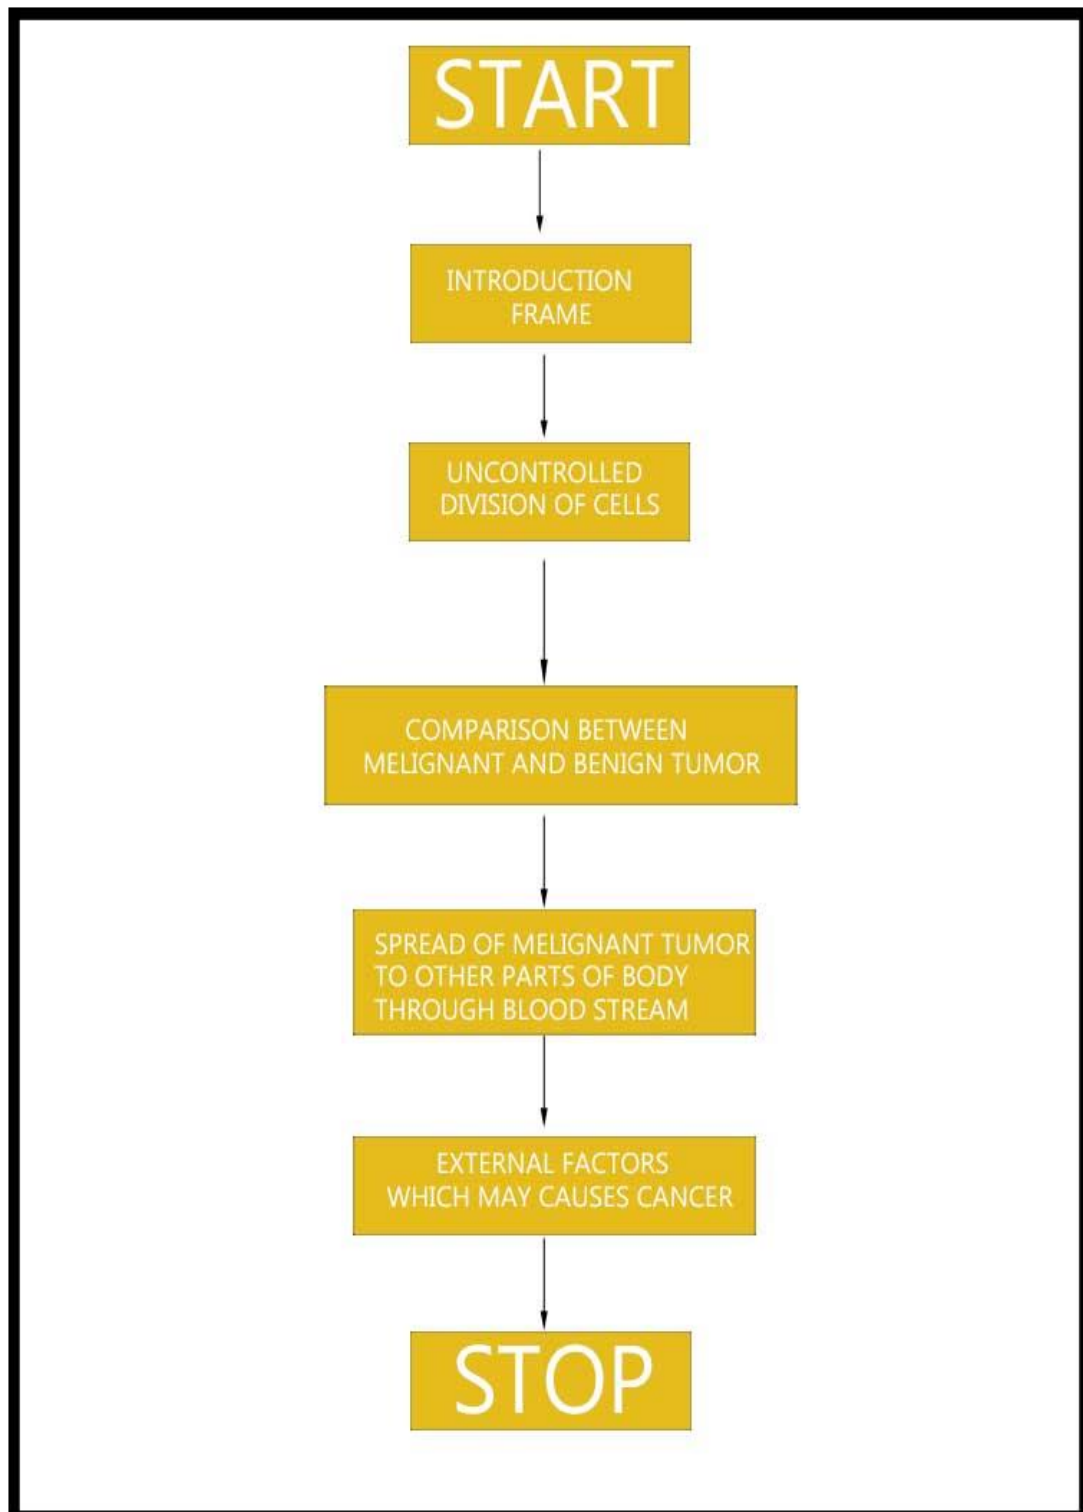 START
INTRODUCTION
FRAME
UNCONTROLLED
DIVISION OF CELLS
COMPARISON BETWEEN
MELIGNANT AND BENIGN TUMOR
SPREAD OF MELIGNANT TUMOR
TO OTHER PARTS OF BODY
THROUGH BLOOD STREAM
EXTERNAL FACTORS
WHICH MAY CAUSES CANCER
STOP